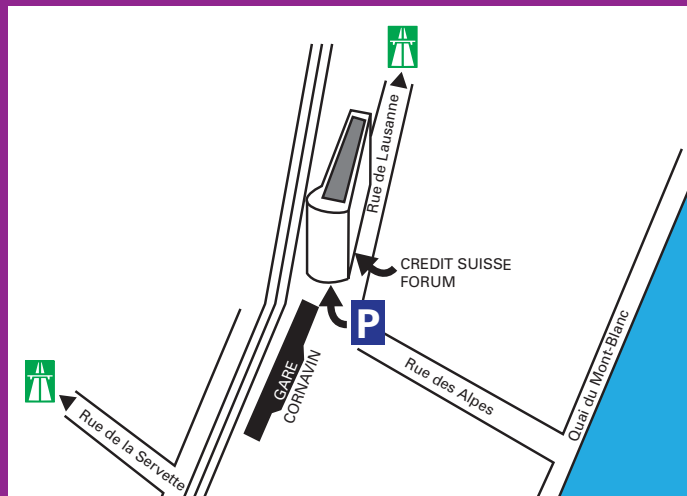 Rue de Lausanne
CREDIT SUISSE
FORUM
P
GARE
CORNAVIN
Rue des Alpes
Quai du Mont-Blanc
Rue de la Servette